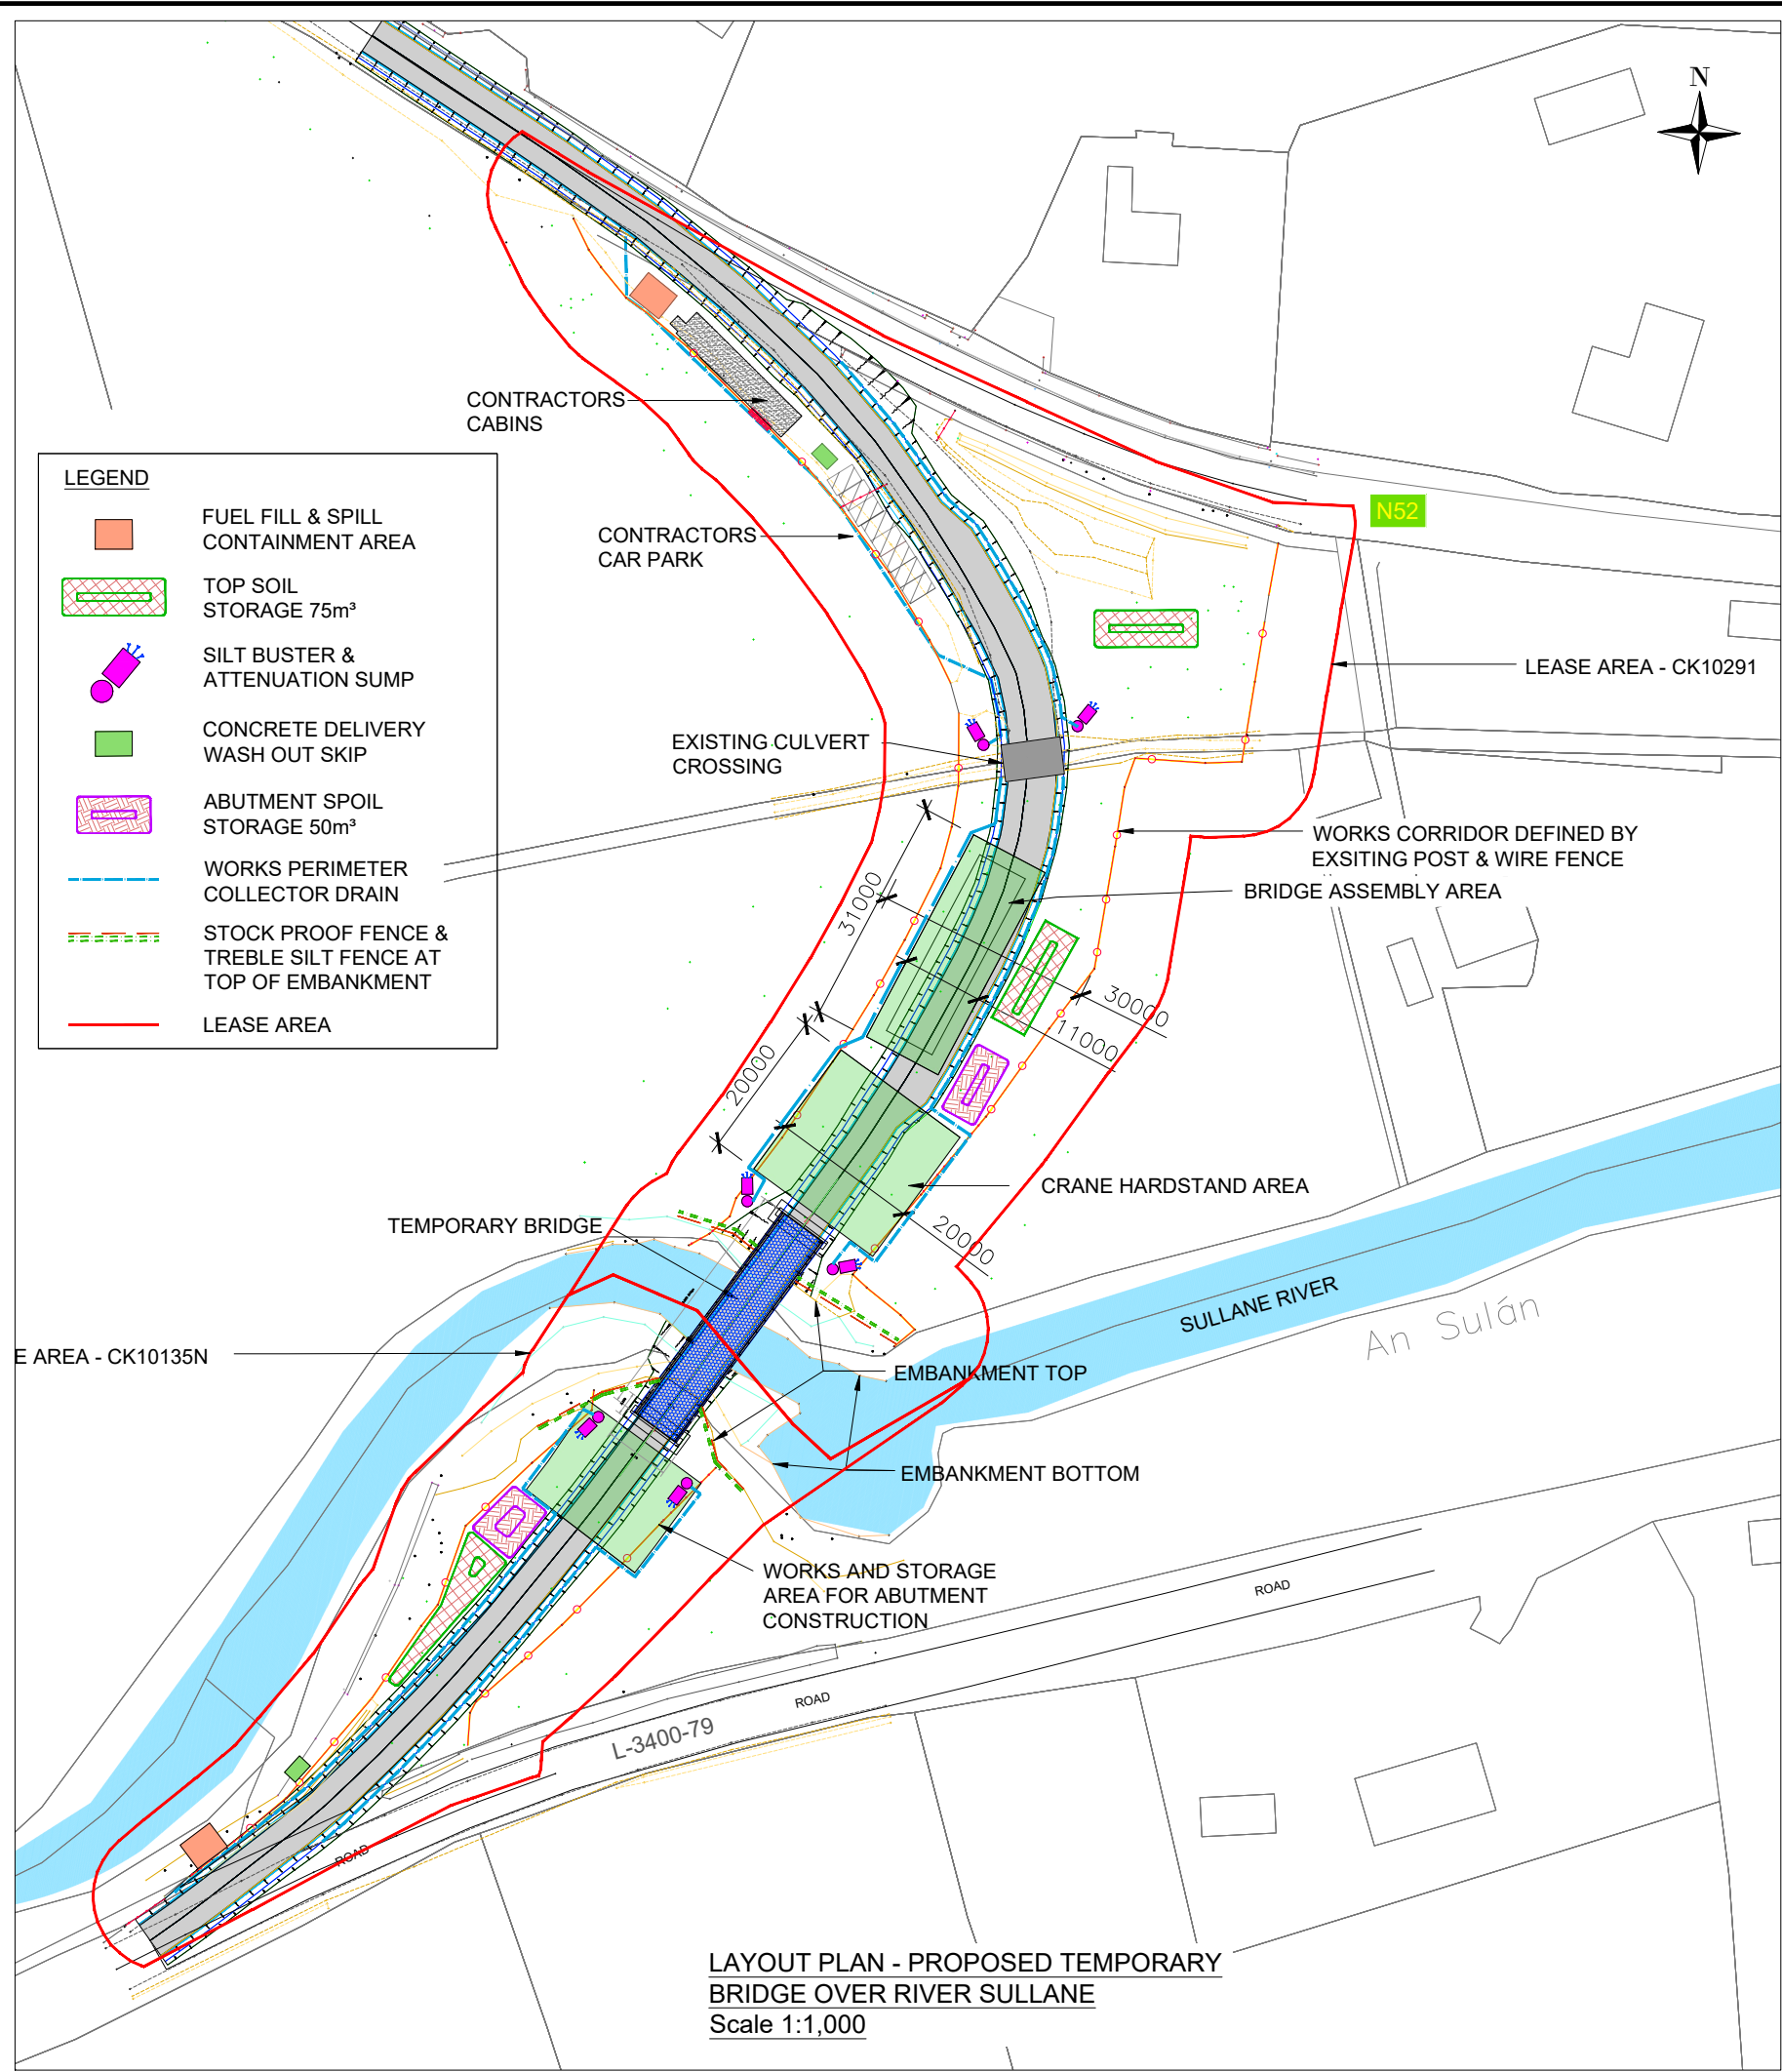 N
CONTRACTORS
CABINS
LEGEND
FUEL FILL & SPILL
CONTAINMENT AREA
TOP SOIL
STORAGE 75m³
SILT BUSTER &
ATTENUATION SUMP
CONCRETE DELIVERY
WASH OUT SKIP
ABUTMENT SPOIL
STORAGE 50m³
WORKS PERIMETER
COLLECTOR DRAIN
STOCK PROOF FENCE &
TREBLE SILT FENCE AT
TOP OF EMBANKMENT
LEASE AREA
N52
CONTRACTORS
CAR PARK
LEASE AREA - CK10291
EXISTING CULVERT
CROSSING
WORKS CORRIDOR DEFINED BY
EXSITING POST & WIRE FENCE
BRIDGE ASSEMBLY AREA
31000
30000
11000
20000
CRANE HARDSTAND AREA
TEMPORARY BRIDGE
20000
SULLANE RIVER
An Sulán
E AREA - CK10135N
EMBANKMENT TOP
EMBANKMENT BOTTOM
WORKS AND STORAGE
AREA FOR ABUTMENT
CONSTRUCTION
ROAD
ROAD
L-3400-79
ROAD
LAYOUT PLAN - PROPOSED TEMPORARY
BRIDGE OVER RIVER SULLANE
Scale 1:1,000